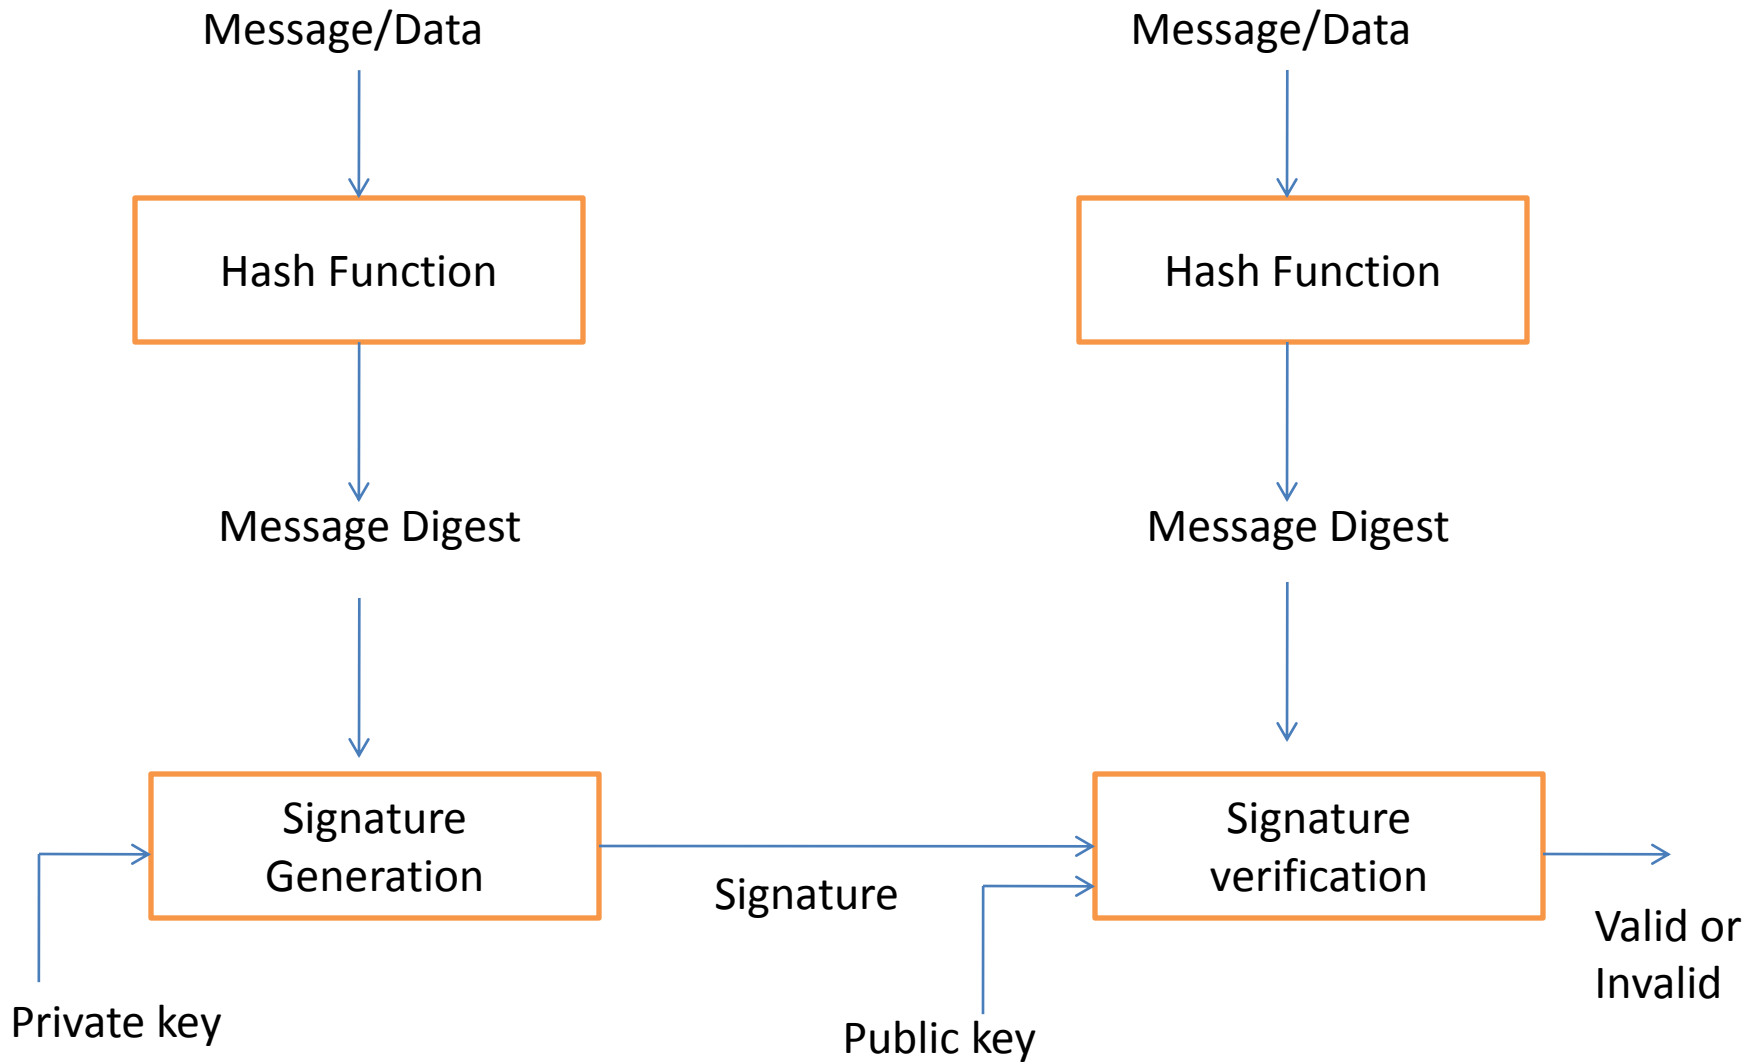 Message/Data
Message/Data
Hash Function
Hash Function
Message Digest
Message Digest
Signature
Generation
Signature
verification
Signature
Valid or
Invalid
Private key
Public key